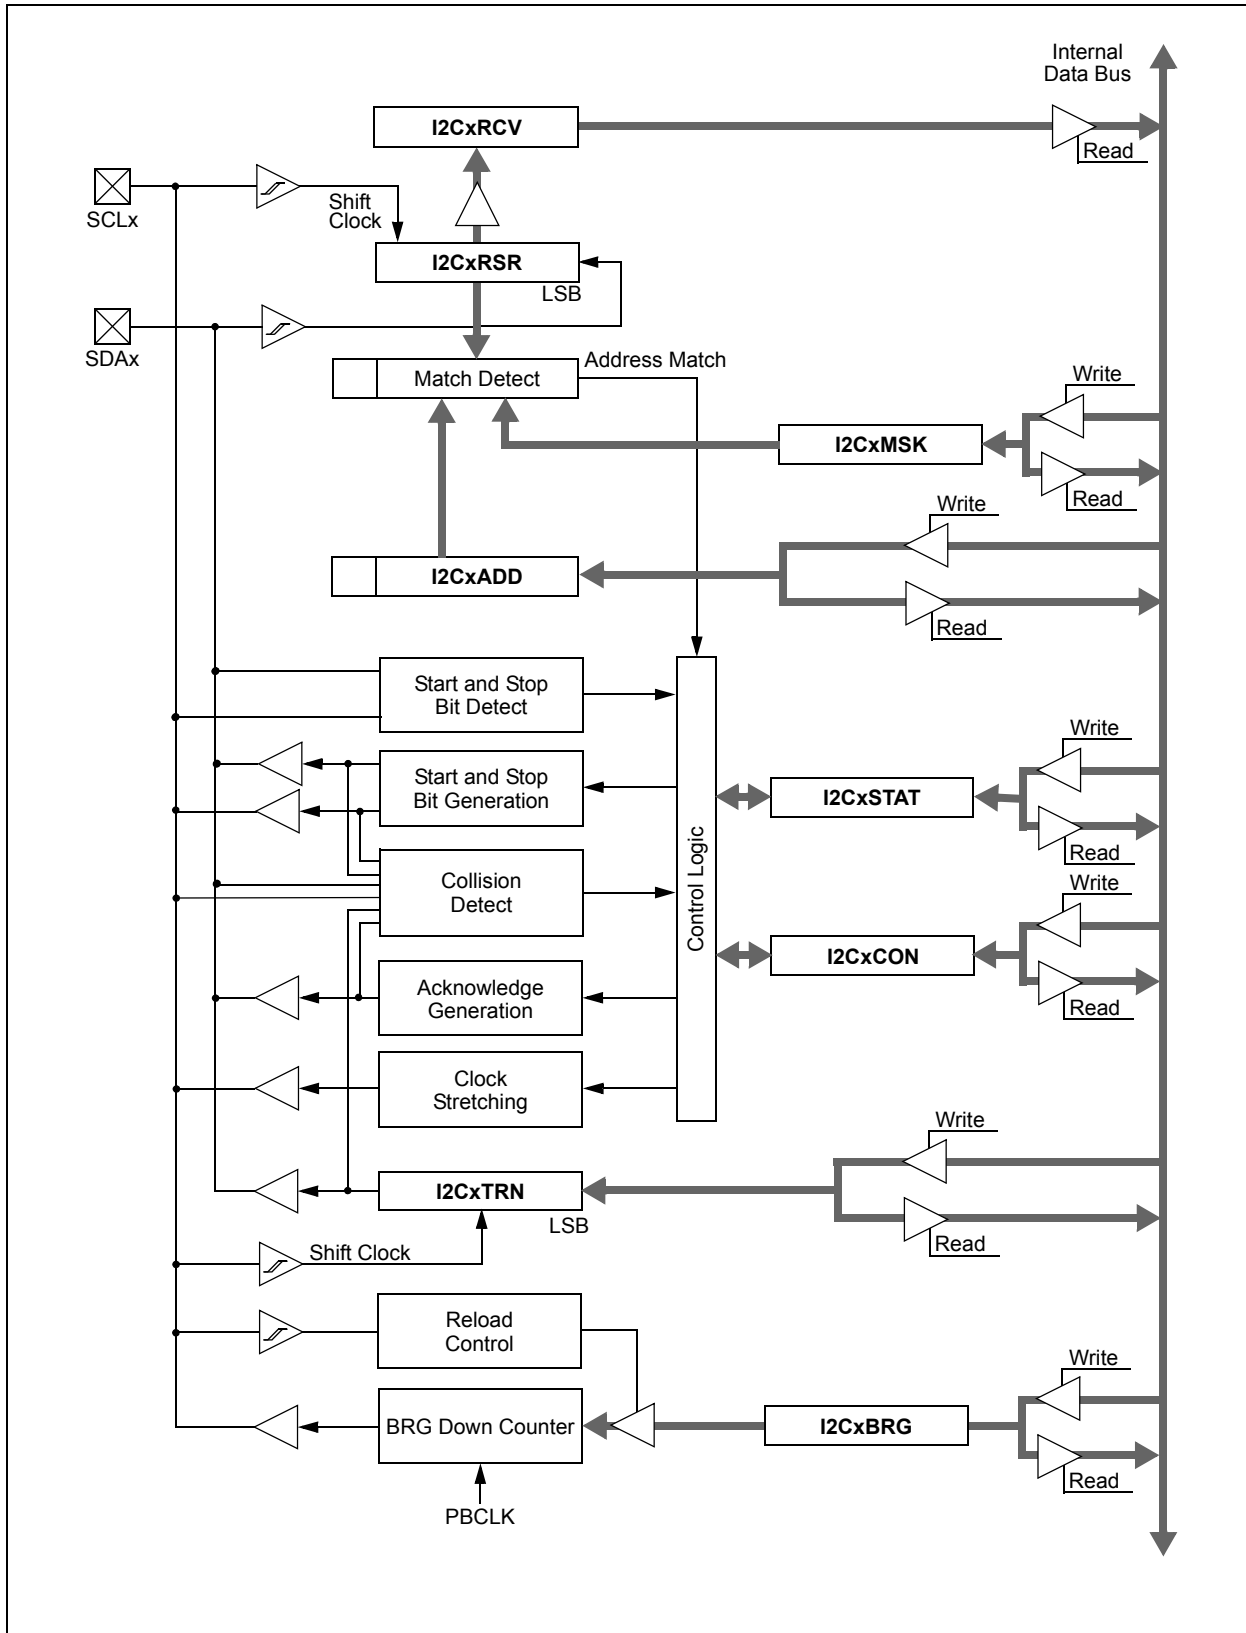 Internal
Data Bus
I2CxRCV
Read
SCLx
Shift
Clock
I2CxRSR
LSB
SDAx
Address Match
Match Detect
Write
I2CxMSK
Read
Write
I2CxADD
Read
Start and Stop
Bit Detect
Write
Start and Stop
Bit Generation
I2CxSTAT
Read
Control Logic
Collision
Detect
Write
I2CxCON
Acknowledge
Generation
Read
Clock
Stretching
Write
I2CxTRN
LSB
Read
Shift Clock
Reload
Control
Write
BRG Down Counter
I2CxBRG
Read
PBCLK